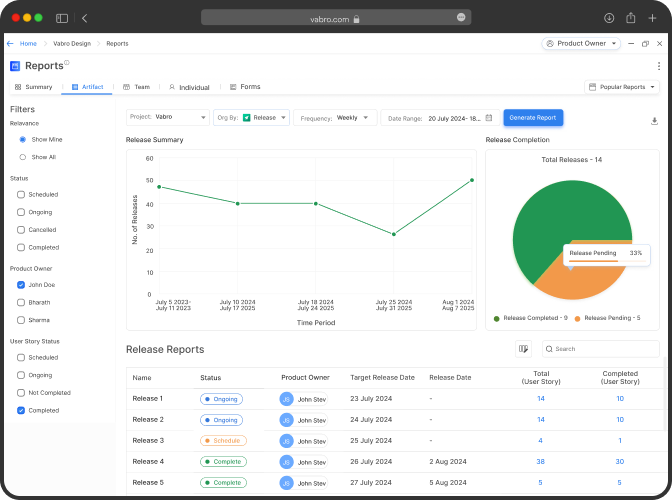 vabro.com
Home > Vabro Design > Reports
Product Owner
Reports
Summary Artifact Team Individual Forms
Popular Reports
Filters
Relavance
Show Mine
Show All
Status
Scheduled
Ongoing
Cancelled
Completed
Product Owner
John Doe
Bharath
Sharma
User Story Status
Scheduled
Ongoing
Not Completed
Completed
Project: Vabro
Org By: Release
Frequency: Weekly
Date Range: 20 July 2024- 18...
Generate Report
Release Summary
No. of Releases
60
50
40
30
20
10
0
July 5 2023- July 10 2024 July 18 2024 July 25 2024 Aug 1 2024
July 11 2023 July 17 2024 July 24 2025 July 31 2025 Aug 7 2025
Time Period
Release Completion
Total Releases - 14
Release Pending 33%
Release Completed - 9 Release Pending - 5
Release Reports
Search
Name Status Product Owner Target Release Date Release Date Total (User Story) Completed (User Story)
Release 1 Ongoing JS John Stev 23 July 2024 - 14 10
Release 2 Ongoing JS John Stev 24 July 2024 - 14 10
Release 3 Schedule JS John Stev 25 July 2024 - 4 1
Release 4 Complete JS John Stev 26 July 2024 2 Aug 2024 38 30
Release 5 Complete JS John Stev 27 July 2024 5 Aug 2024 5 5